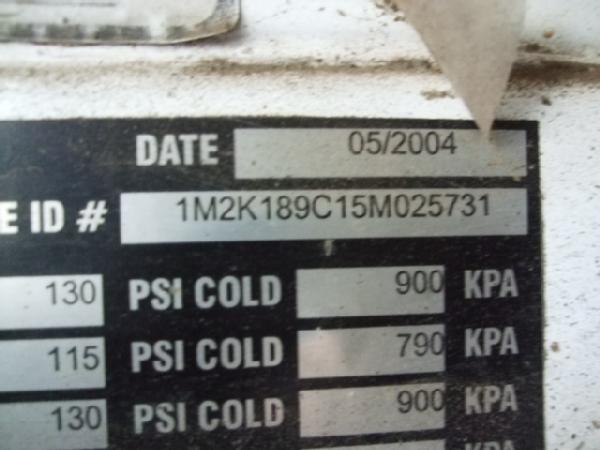 DATE 05/2004
E ID # 1M2K189C15M025731
130 PSI COLD 900 KPA
115 PSI COLD 790 KPA
130 PSI COLD 900 KPA